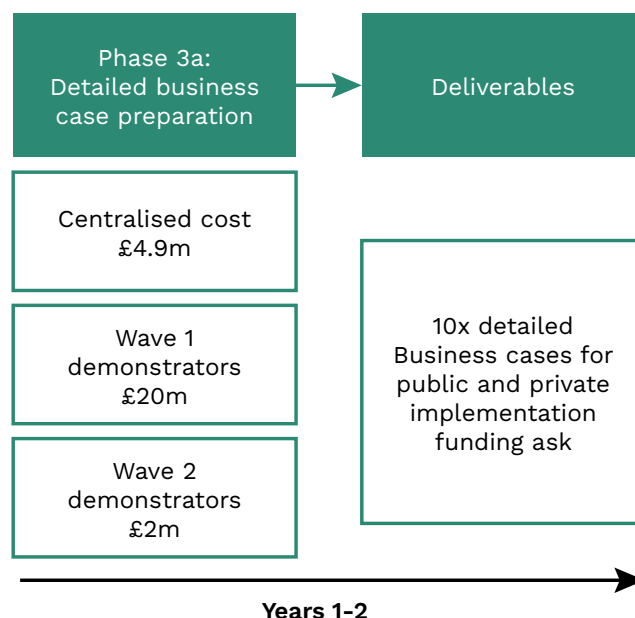 Phase 3a:
Detailed business
case preparation
Deliverables
Centralised cost
£4.9m
Wave 1
demonstrators
£20m
Wave 2
demonstrators
£2m
10x detailed
Business cases for
public and private
implementation
funding ask
Years 1-2